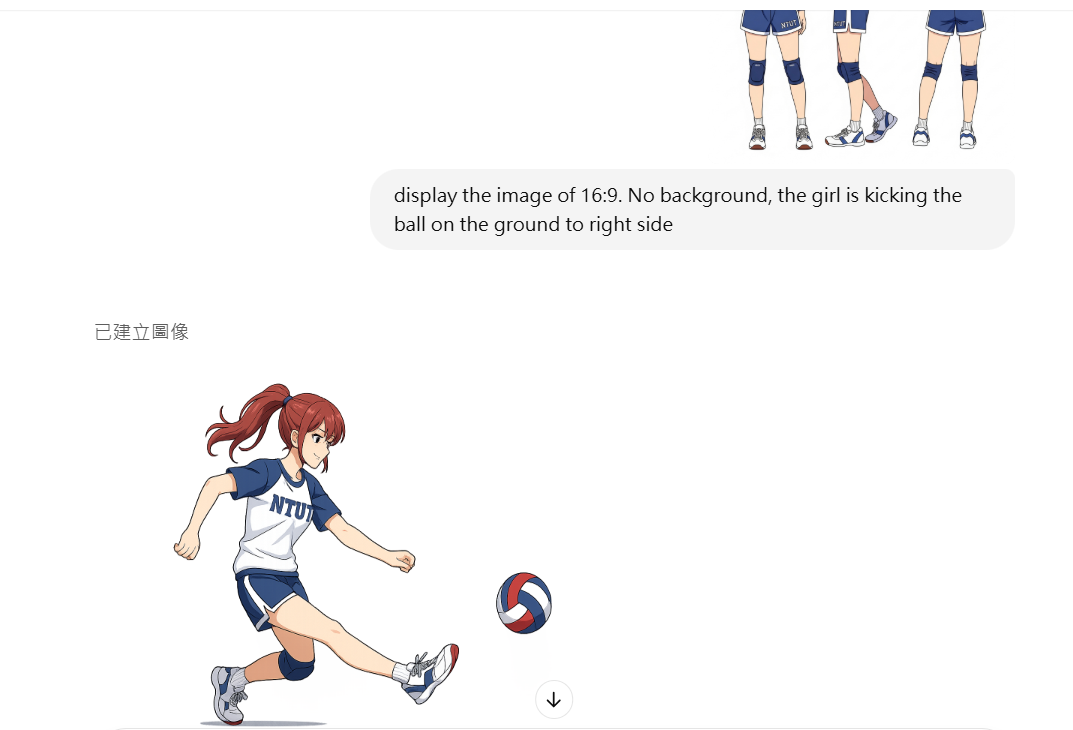 NTUT
NTUT
display the image of 16:9. No background, the girl is kicking the
ball on the ground to right side
已建立圖像
NTUT